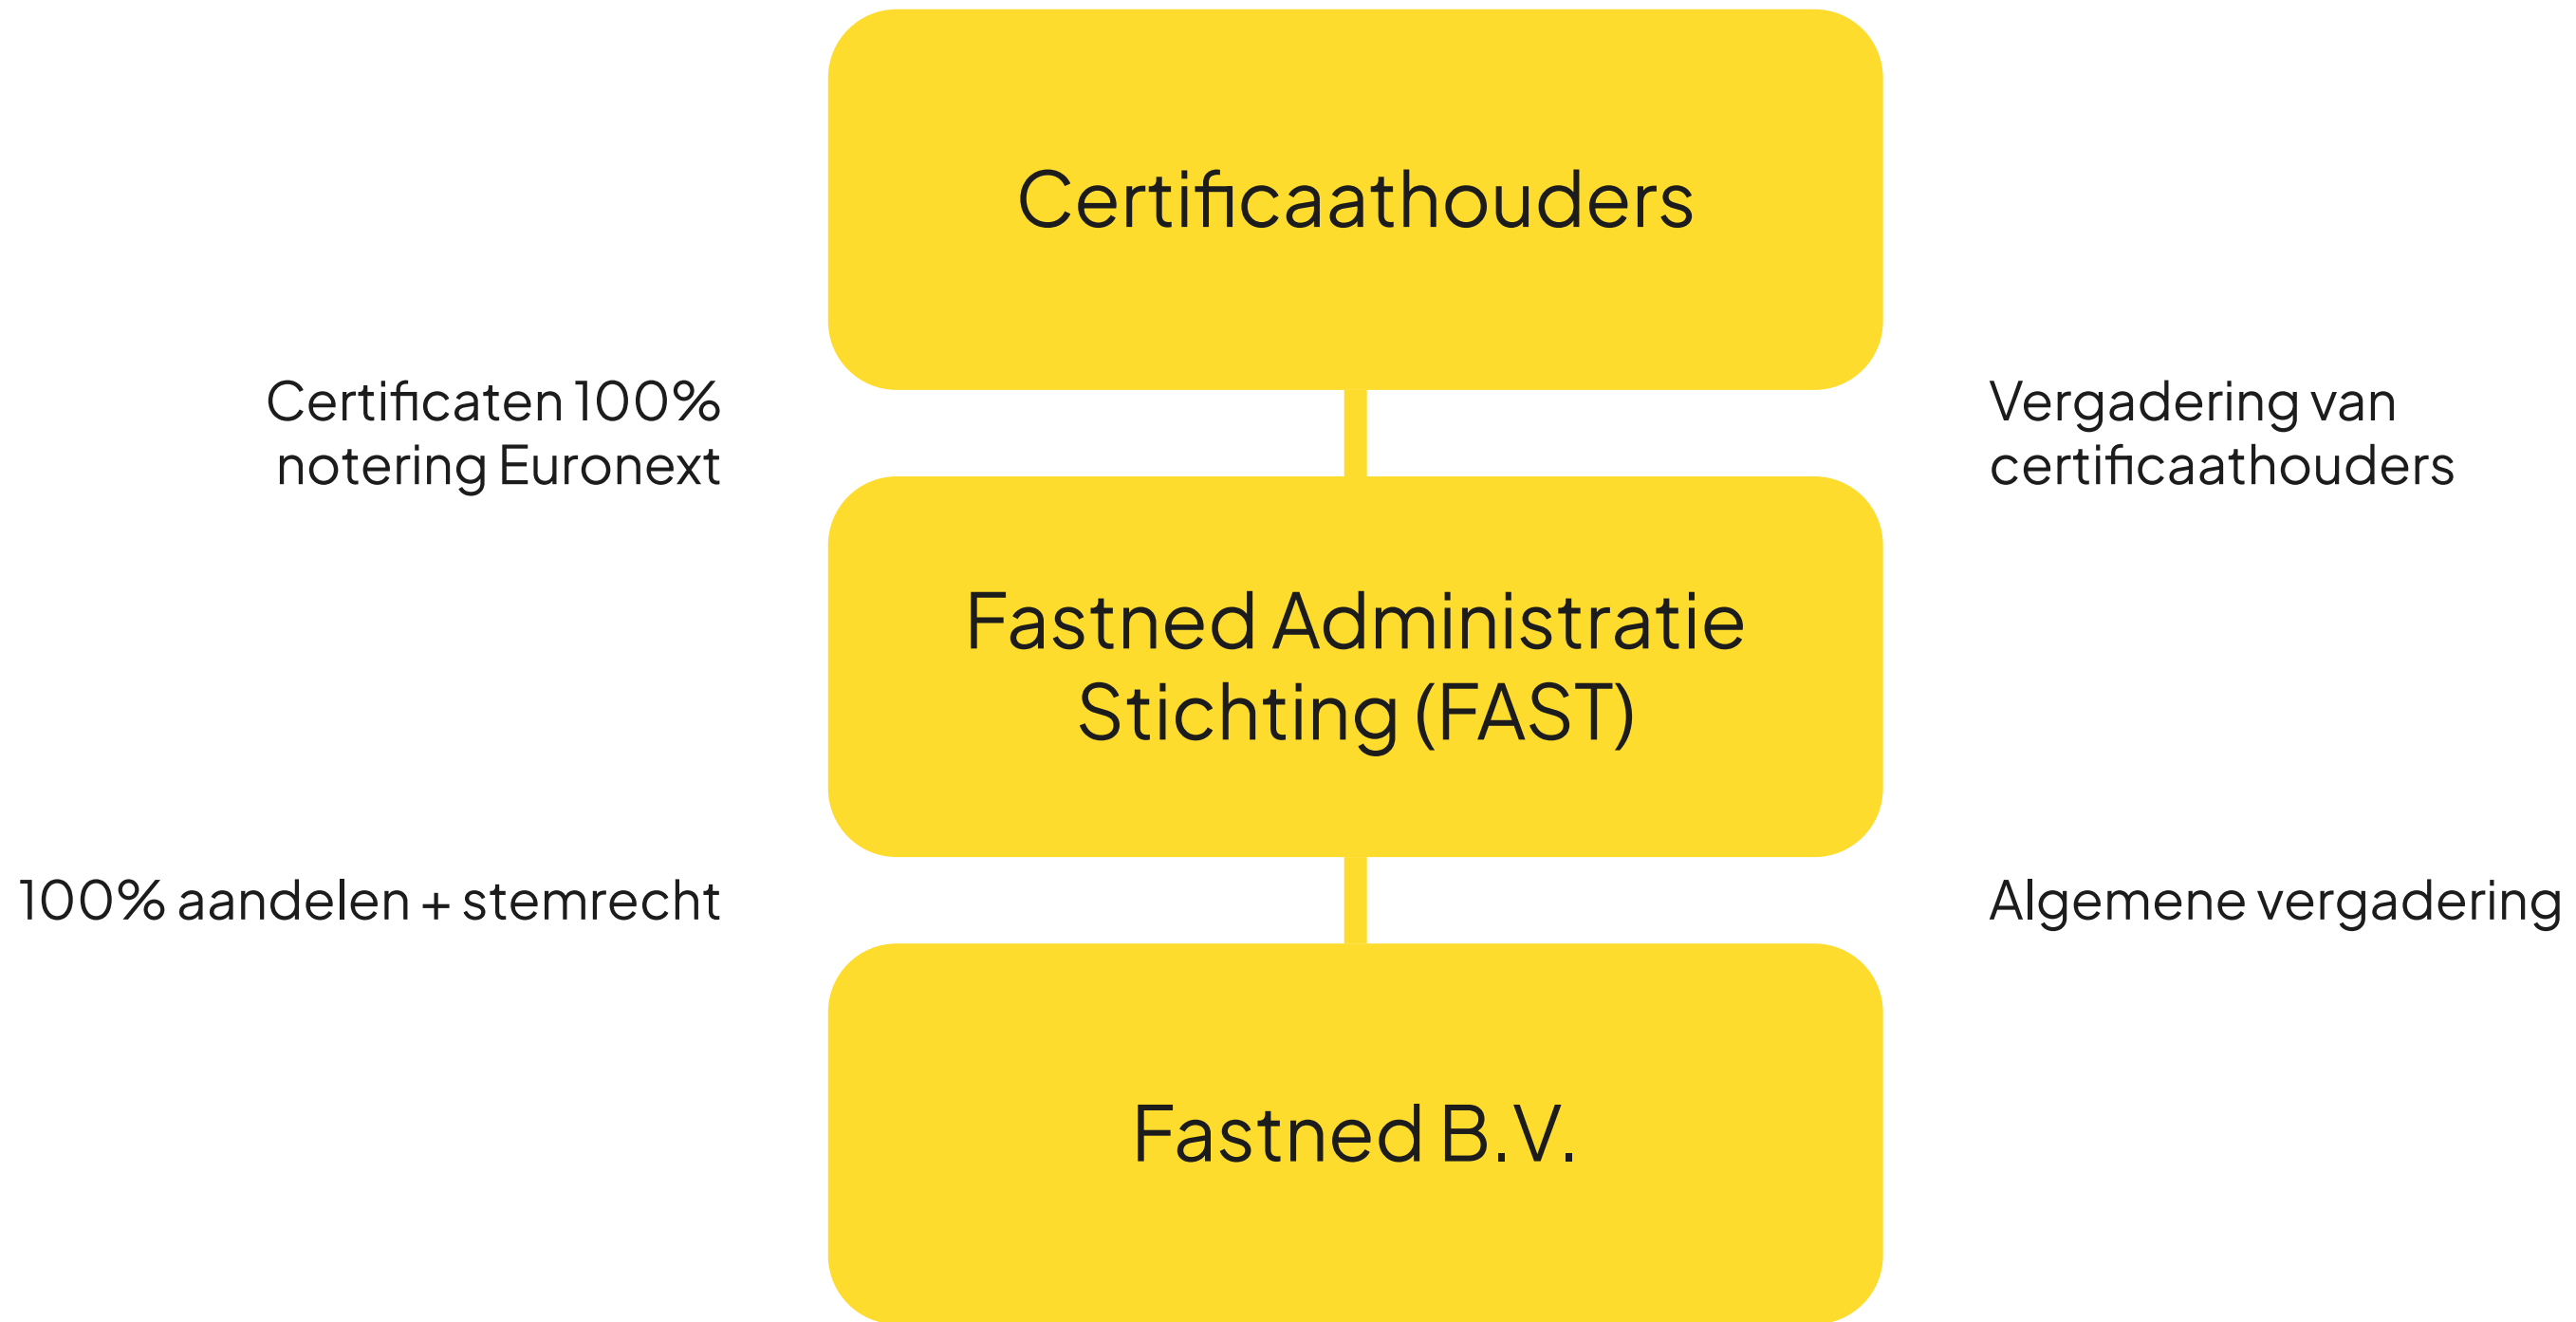 Certificaathouders
Certificaten 100%
notering Euronext
Vergadering van
certificaathouders
Fastned Administratie
Stichting (FAST)
100% aandelen + stemrecht
Algemene vergadering
Fastned B.V.